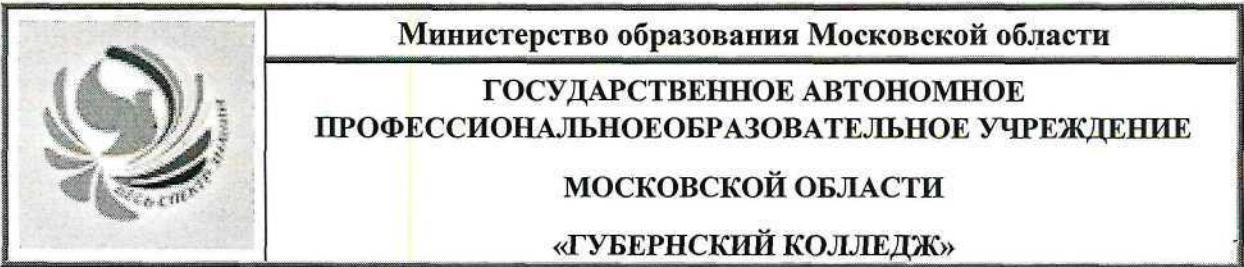 Министерство образования Московской области
ГОСУДАРСТВЕННОЕ АВТОНОМНОЕ
ПРОФЕССИОНАЛЬНОЕОБРАЗОВАТЕЛЬНОЕ УЧРЕЖДЕНИЕ
МОСКОВСКОЙ ОБЛАСТИ
«ГУБЕРНСКИЙ КОЛЛЕДЖ»